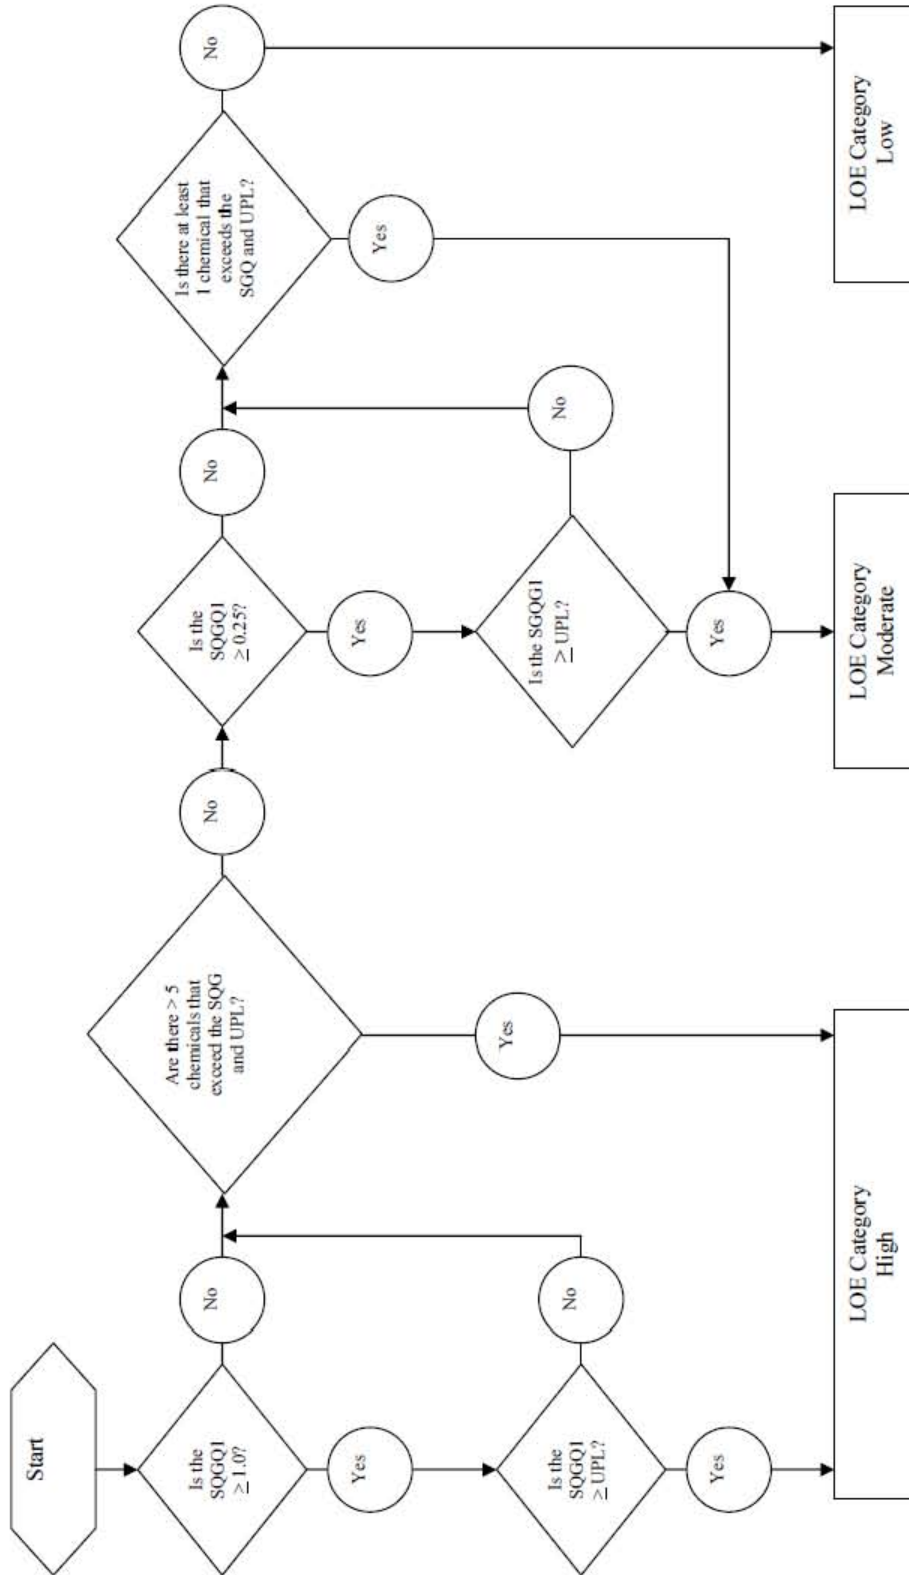 Start
Is the
SQGQ1
≥1.0?
No
Yes
Is the
SQGQ1
≥ UPL?
No
Yes
Are there > 5
chemicals that
exceed the SQG
and UPL?
No
Yes
LOE Category
High
Is the
SQGQ1
≥ 0.25?
No
Yes
Is the SGQG1
≥ UPL?
No
Yes
LOE Category
Moderate
Is there at least
1 chemical that
exceeds the
SGQ and UPL?
No
Yes
LOE Category
Low